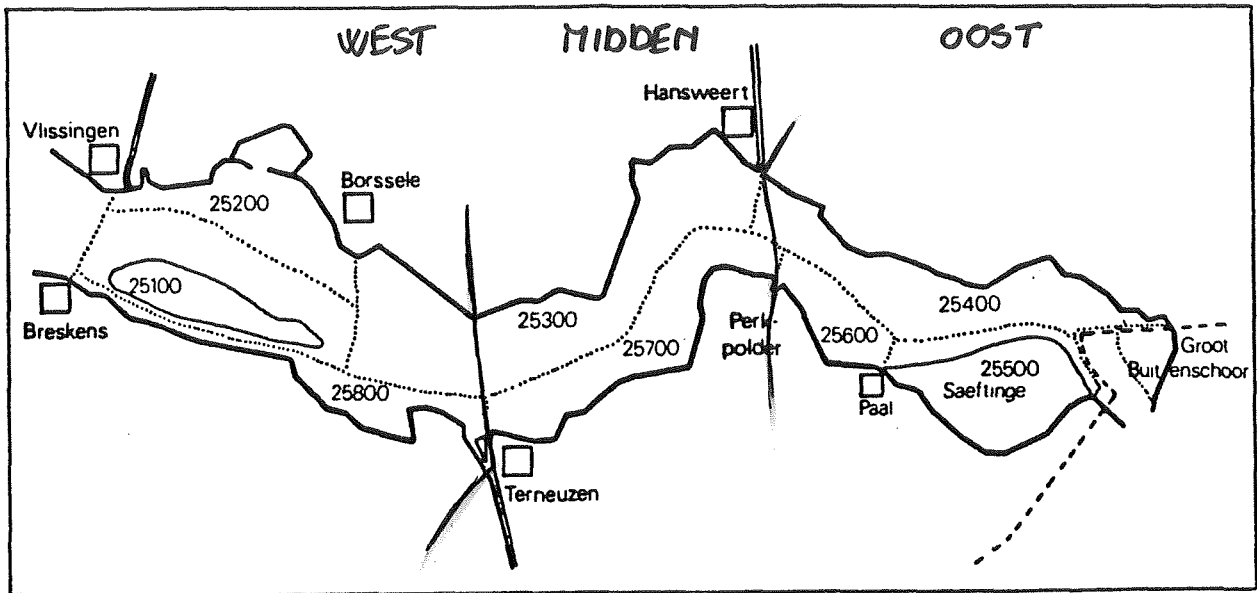 WEST MIDDEN OOST
Hansweert
Vlissingen
Borssele
25200
25100
Breskens
25300
25400
25600
Perk-
polder
25700
Groot
Buitenschoor
25500
Saeftinge
25800
Paal
Terneuzen